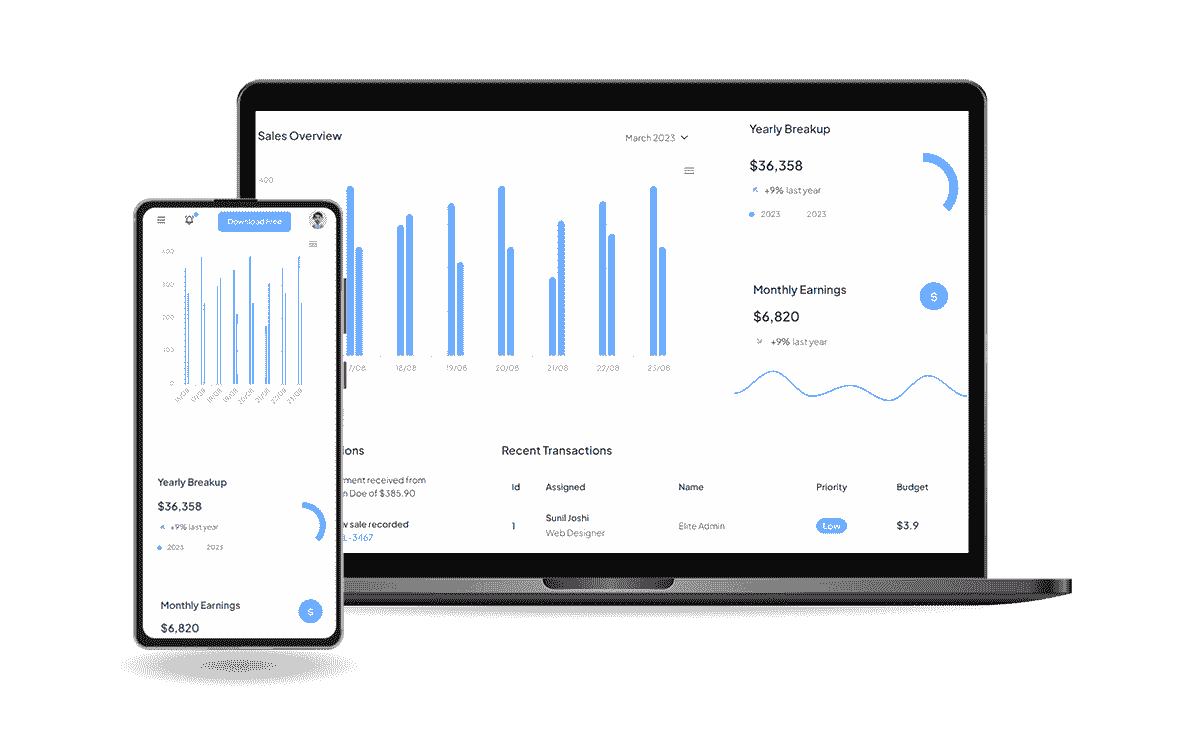 Sales Overview
March 2023
400
7/08
18/08
19/08
20/08
21/08
22/08
23/08
Yearly Breakup
$36,358
+9% last year
2023
2023
Monthly Earnings
$
$6,820
+9% last year
ions
ment received from
n Doe of $385.90
w sale recorded
L-3467
Recent Transactions
Id Assigned Name Priority Budget
1 Sunil Joshi Elite Admin Low $3.9
Web Designer
Download Free
400
300
200
100
0
16/08
17/08
18/08
19/08
20/08
21/08
22/08
23/08
Yearly Breakup
$36,358
+9% last year
2023
2023
Monthly Earnings
$
$6,820